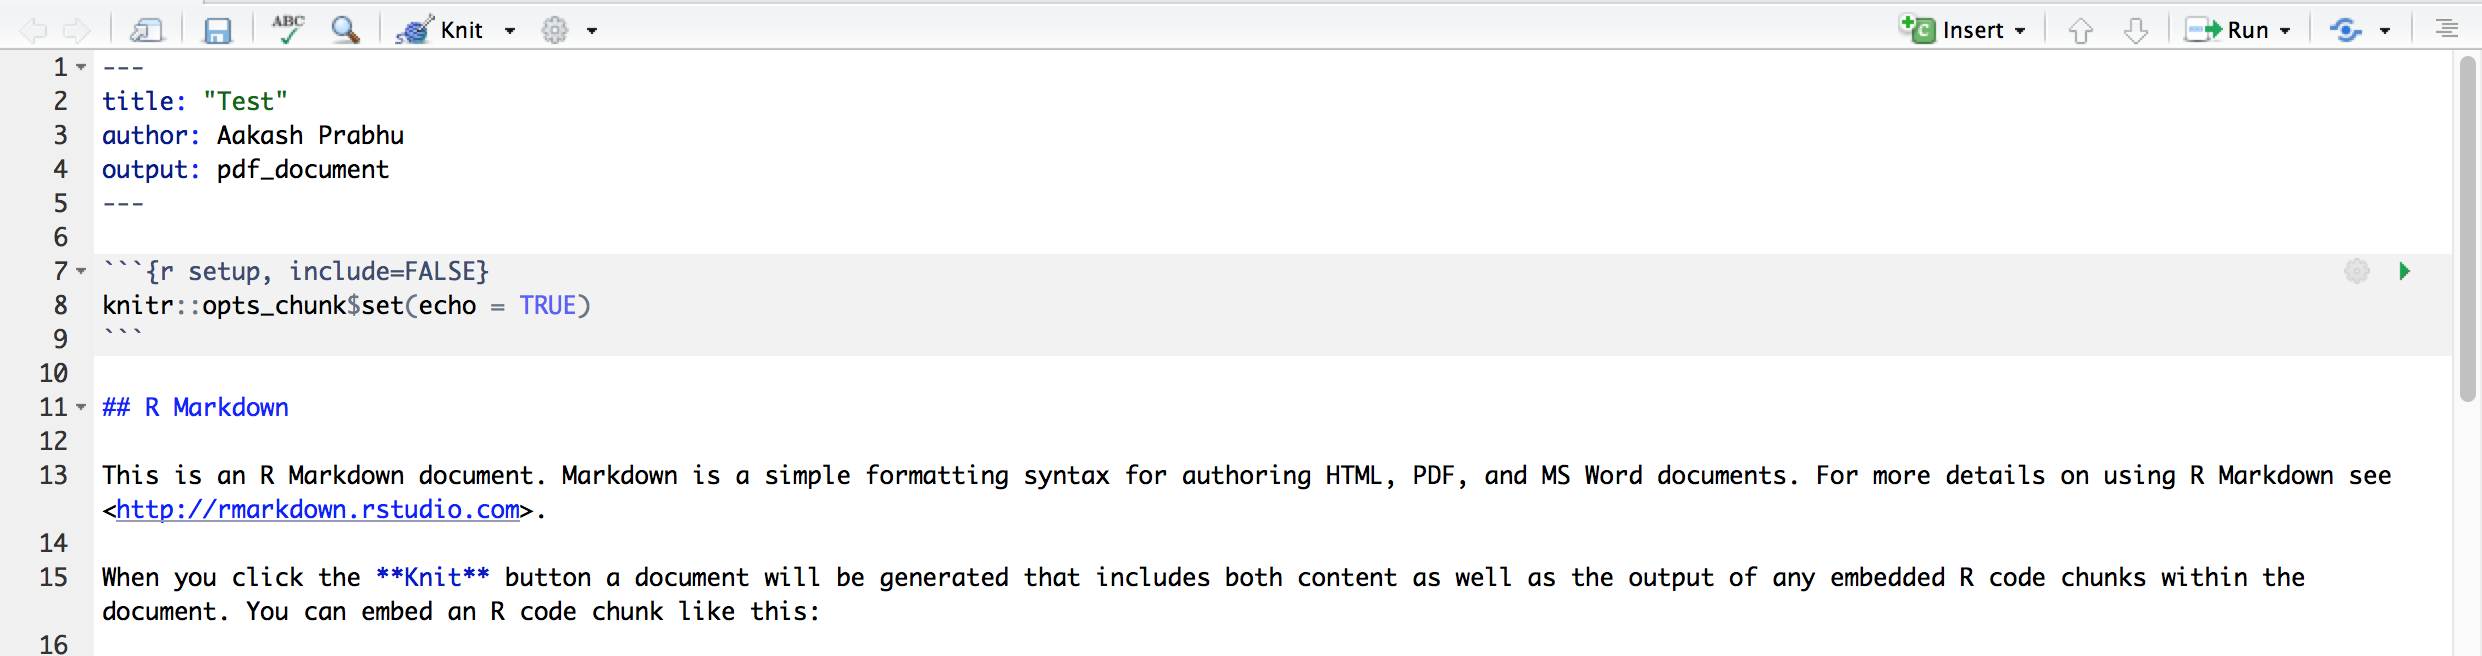 ABC Knit Insert Run
1 ---
2 title: "Test"
3 author: Aakash Prabhu
4 output: pdf_document
5 ---
6
7 ```{r setup, include=FALSE}
8 knitr::opts_chunk$set(echo = TRUE)
9 ```
10
11 ## R Markdown
12
13 This is an R Markdown document. Markdown is a simple formatting syntax for authoring HTML, PDF, and MS Word documents. For more details on using R Markdown see
<http://rmarkdown.rstudio.com>.
14
15 When you click the **Knit** button a document will be generated that includes both content as well as the output of any embedded R code chunks within the
document. You can embed an R code chunk like this:
16